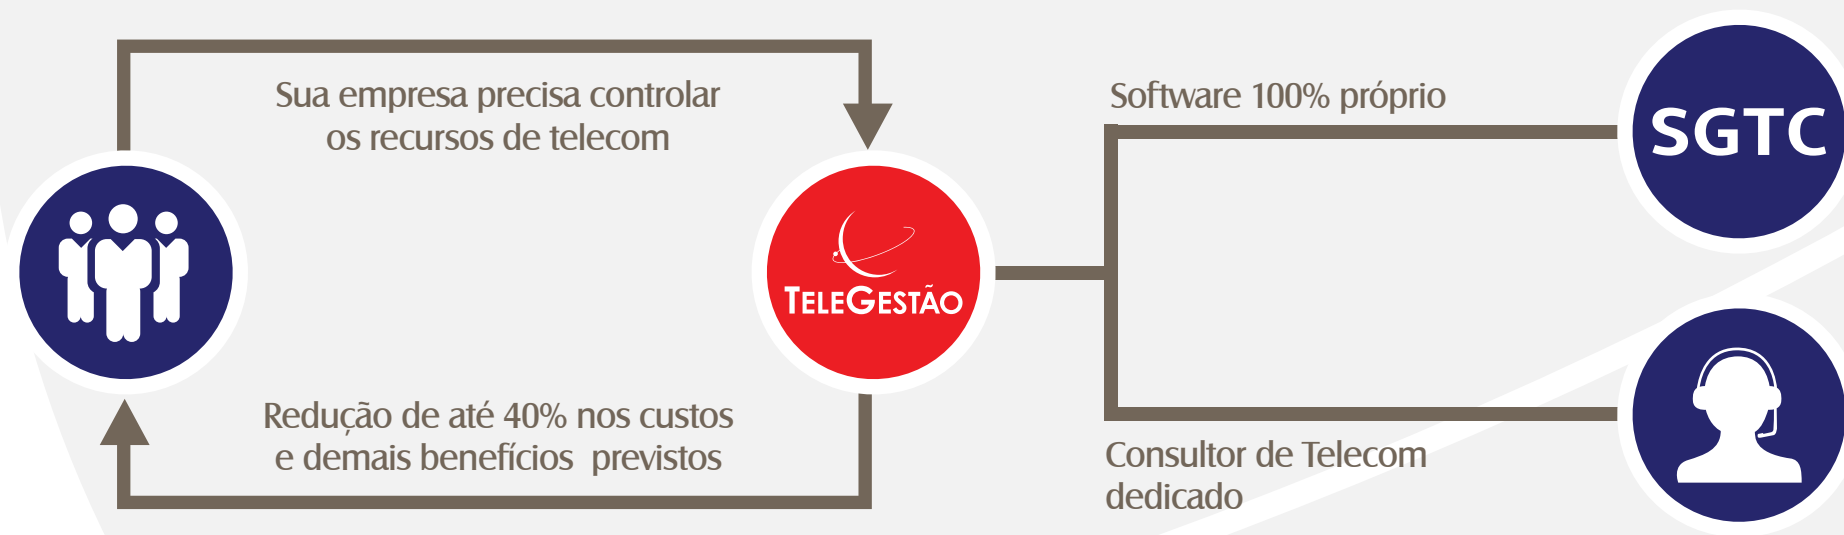 Sua empresa precisa controlar
os recursos de telecom
Software 100% próprio
SGTC
TELEGESTÃO
Redução de até 40% nos custos
e demais benefícios previstos
Consultor de Telecom
dedicado